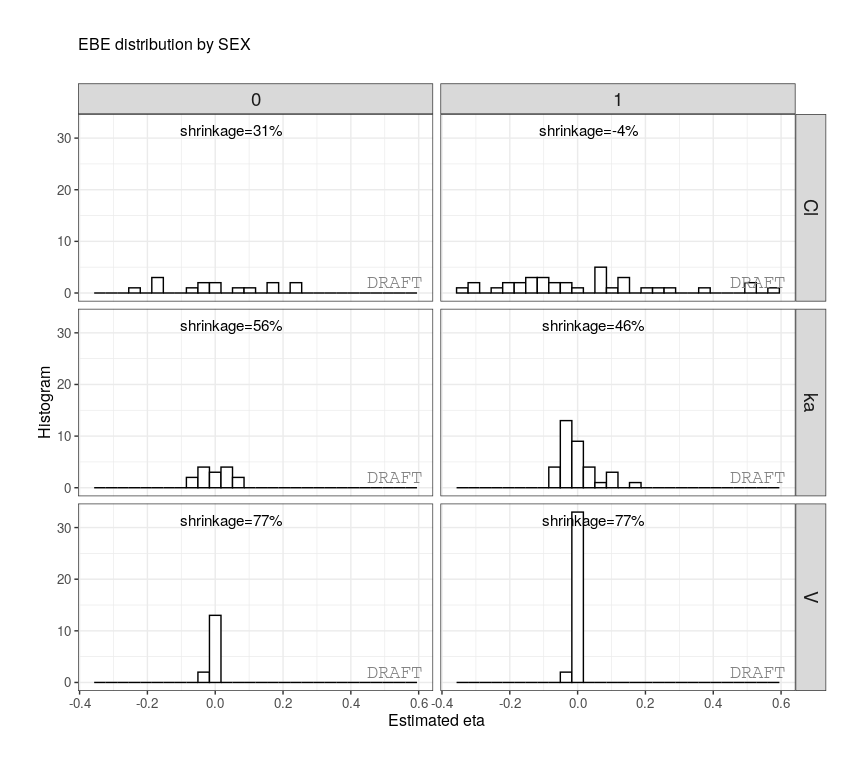 EBE distribution by SEX
0 1
shrinkage=31% shrinkage=-4%
30
20
10
0
DRAFT DRAFT
Cl
shrinkage=56% shrinkage=46%
30
20
10
0
DRAFT DRAFT
ka
Histogram
shrinkage=77% shrinkage=77%
30
20
10
0
DRAFT DRAFT
V
-0.4 -0.2 0.0 0.2 0.4 0.6 -0.4 -0.2 0.0 0.2 0.4 0.6
Estimated eta